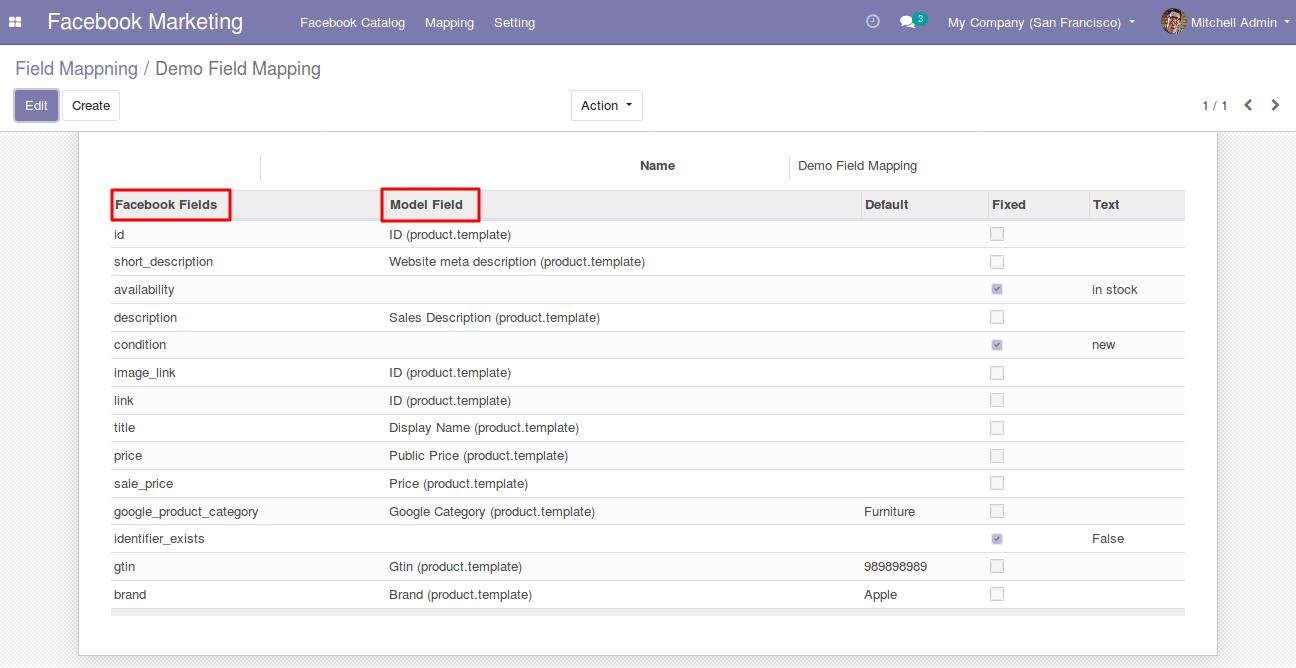 Facebook Marketing Facebook Catalog Mapping Setting 3 My Company (San Francisco) Mitchell Admin
Field Mappning / Demo Field Mapping
Edit Create Action 1 / 1
Name Demo Field Mapping
Facebook Fields Model Field Default Fixed Text
id ID (product.template)
short_description Website meta description (product.template)
availability in stock
description Sales Description (product.template)
condition new
image_link ID (product.template)
link ID (product.template)
title Display Name (product.template)
price Public Price (product.template)
sale_price Price (product.template)
google_product_category Google Category (product.template) Furniture
identifier_exists False
gtin Gtin (product.template) 989898989
brand Brand (product.template) Apple